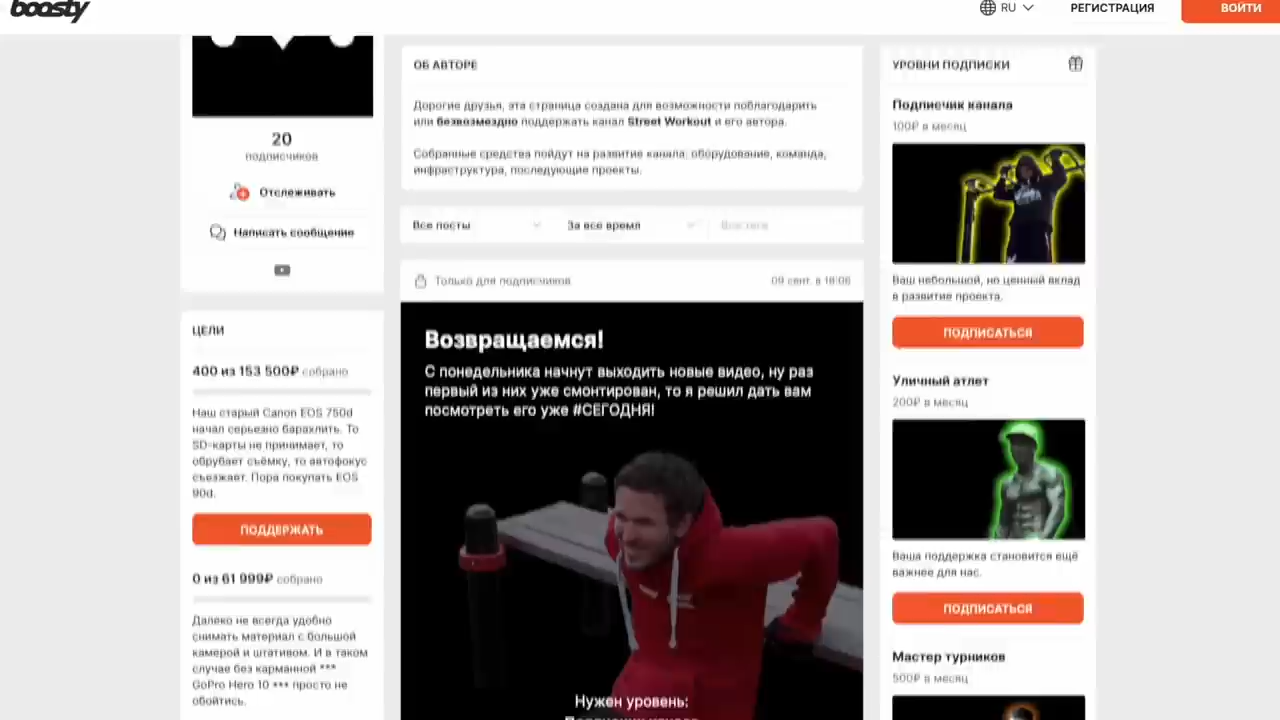 boosty
RU
РЕГИСТРАЦИЯ
ВОЙТИ
20
подписчиков
Отслеживать
Написать сообщение
ЦЕЛИ
400 из 153 500₽ собрано
Наш старый Canon EOS 750d
начал серьезно барахлить. То
SD-карты не принимает, то
обрубает съёмку, то автофокус
съезжает. Пора покупать EOS
90d.
ПОДДЕРЖАТЬ
0 из 61 999₽ собрано
Далеко не всегда удобно
снимать материал с большой
камерой и штативом. И в таком
случае без карманной ***
GoPro Hero 10 *** просто не
обойтись.
ОБ АВТОРЕ
Дорогие друзья, эта страница создана для возможности поблагодарить
или безвозмездно поддержать канал Street Workout и его автора.
Собранные средства пойдут на развитие канала: оборудование, команда,
инфраструктура, последующие проекты.
Все посты
За все время
Все теги
Только для подписчиков
09 сент. в 18:06
Возвращаемся!
С понедельника начнут выходить новые видео, ну раз
первый из них уже смонтирован, то я решил дать вам
посмотреть его уже #СЕГОДНЯ!
Нужен уровень:
УРОВНИ ПОДПИСКИ
Подписчик канала
100₽ в месяц
Ваш небольшой, но ценный вклад
в развитие проекта.
ПОДПИСАТЬСЯ
Уличный атлет
200₽ в месяц
Ваша поддержка становится ещё
важнее для нас.
ПОДПИСАТЬСЯ
Мастер турников
500₽ в месяц